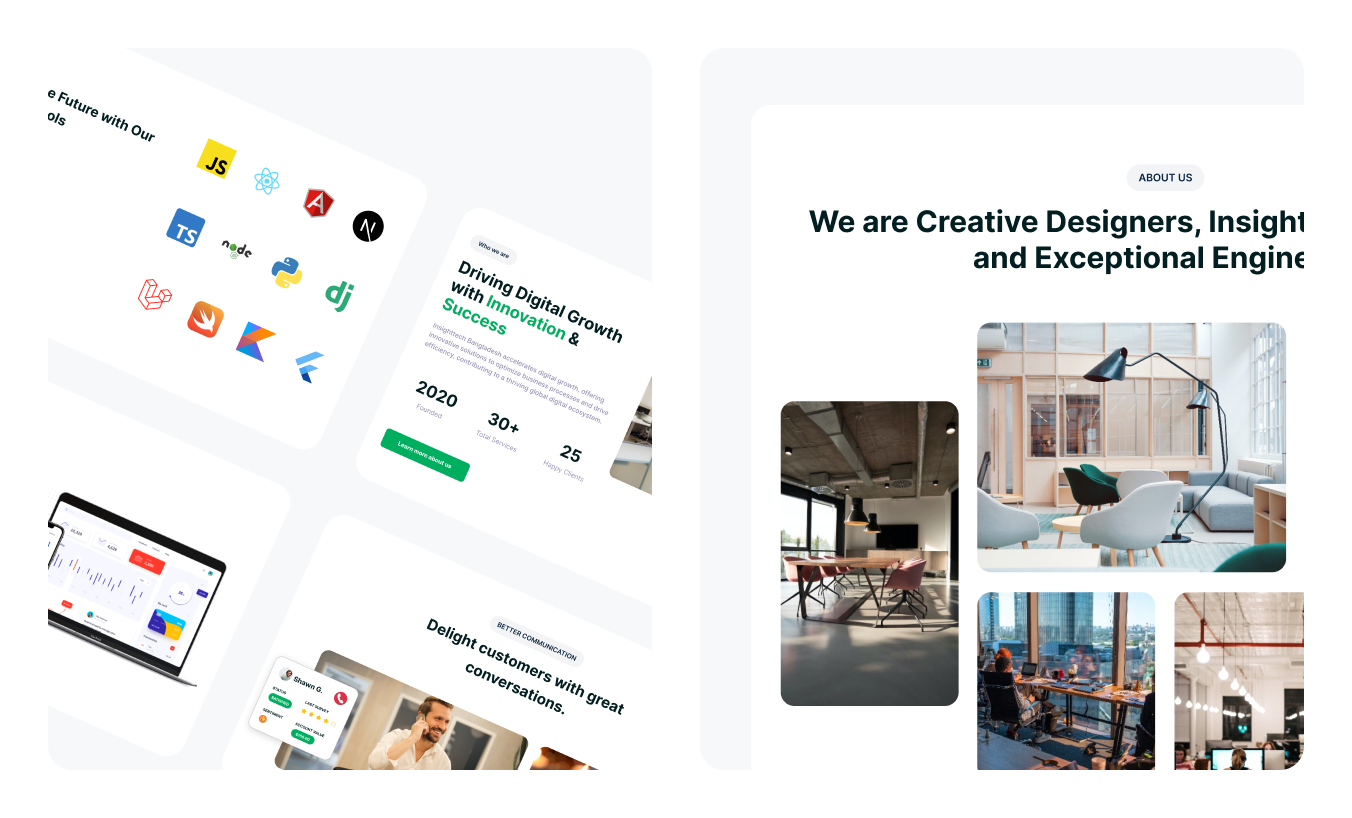 e Future with Our
ols
JS
TS
node
dj
Who we are
Driving Digital Growth
with Innovation &
Success
Insighttech Bangladesh accelerates digital growth, offering
innovative solutions to optimize business processes and drive
efficiency, contributing to a thriving global digital ecosystem.
2020
Founded
30+
Total Services
25
Happy Clients
Learn more about us
BETTER COMMUNICATION
Delight customers with great
conversations.
Shawn G.
STATUS
LAST SURVEY
SENTIMENT
ACCOUNT VALUE
ABOUT US
We are Creative Designers, Insight
and Exceptional Engine